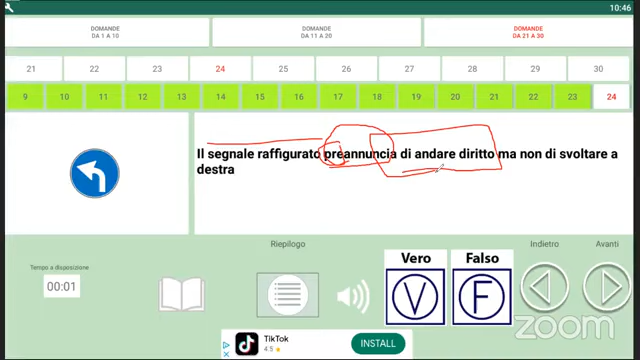 10:46
DOMANDE
DA 1 A 10
DOMANDE
DA 11 A 20
DOMANDE
DA 21 A 30
21 22 23 24 25 26 27 28 29 30
9 10 11 12 13 14 15 16 17 18 19 20 21 22 23 24
Il segnale raffigurato preannuncia di andare diritto ma non di svoltare a
destra
Riepilogo
Indietro
Avanti
Tempo a disposizione
00:01
Vero
Falso
V
F
TikTok
4.5
INSTALL
zoom